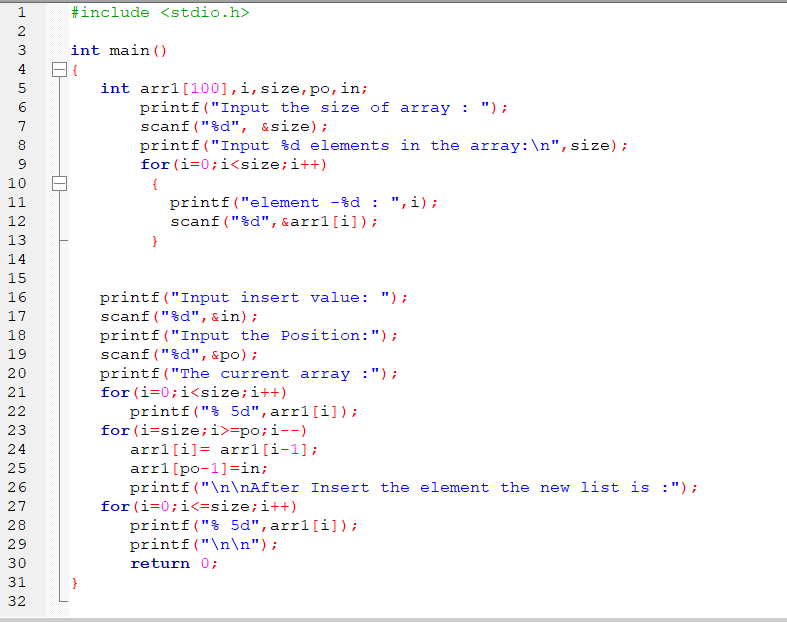 1 #include <stdio.h>
2
3 int main()
4 {
5 int arr1[100],i,size,po,in;
6 printf("Input the size of array : ");
7 scanf("%d", &size);
8 printf("Input %d elements in the array:\n",size);
9 for(i=0;i<size;i++)
10 {
11 printf("element -%d : ",i);
12 scanf("%d",&arr1[i]);
13 }
14
15
16 printf("Input insert value: ");
17 scanf("%d",&in);
18 printf("Input the Position:");
19 scanf("%d",&po);
20 printf("The current array :");
21 for(i=0;i<size;i++)
22 printf("% 5d",arr1[i]);
23 for(i=size;i>=po;i--)
24 arr1[i]= arr1[i-1];
25 arr1[po-1]=in;
26 printf("\n\nAfter Insert the element the new list is :");
27 for(i=0;i<=size;i++)
28 printf("% 5d",arr1[i]);
29 printf("\n\n");
30 return 0;
31 }
32